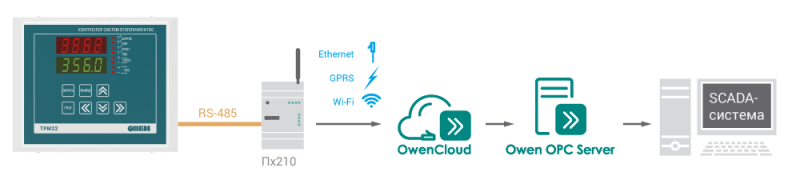 КОНТРОЛЛЕР СИСТЕМ ОТОПЛЕНИЯ И ГВС
356.0
ТРМ32
ОВЕН
RS-485
Пх210
Ethernet
GPRS
Wi-Fi
OwenCloud
Owen OPC Server
SCADA-
система